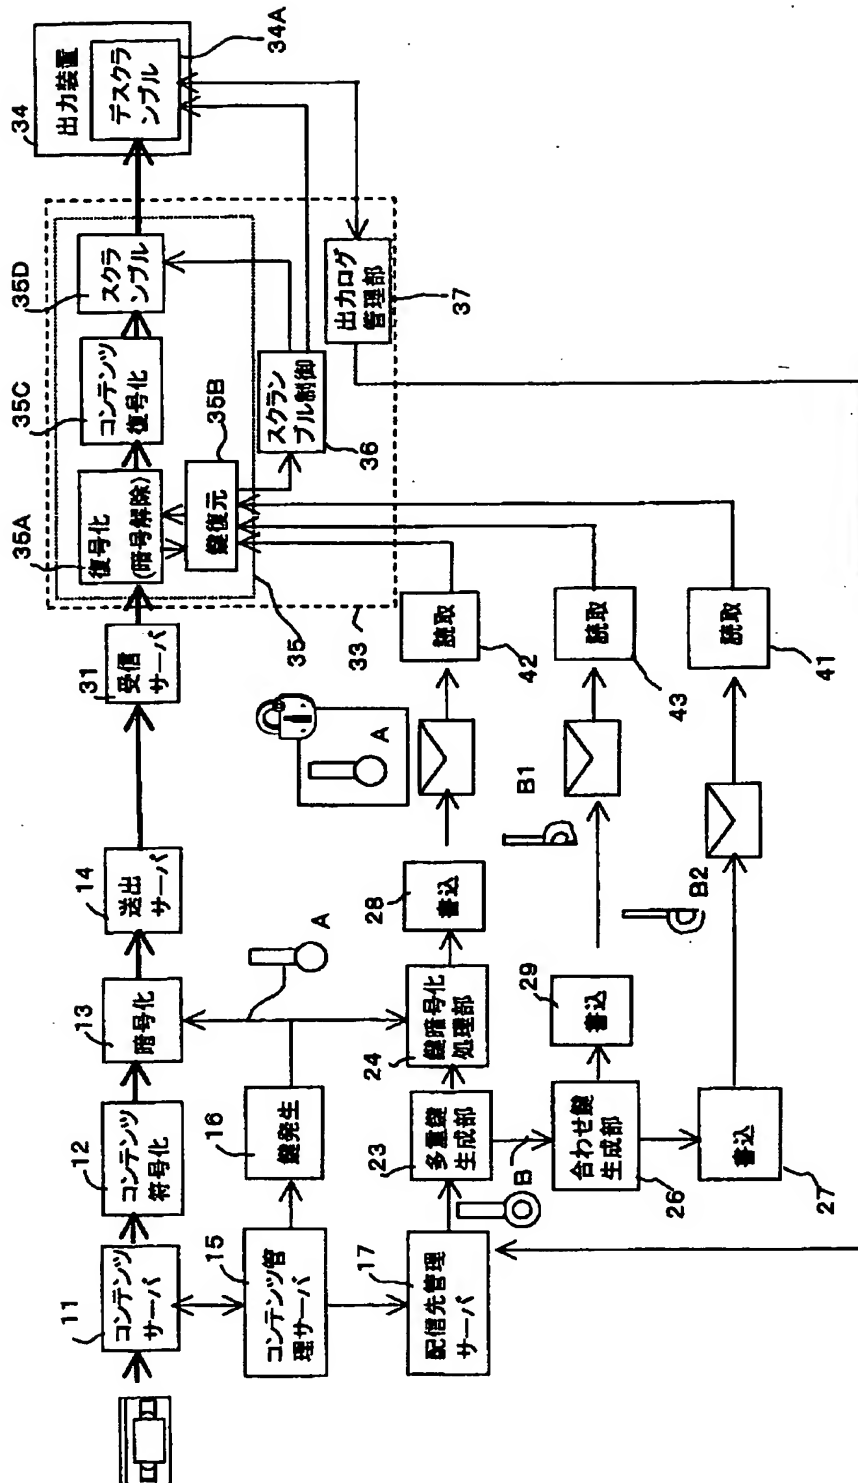 11
コンテンツ
サーバ
12
コンテンツ
符号化
13
暗号化
14
送出
サーバ
31
受信
サーバ
35A
復号化
(暗号解除)
35C
コンテンツ
復号化
35D
スクラ
ンブル
34
出力装置
デスクラ
ンブル
34A
15
コンテンツ管
理サーバ
16
鍵発生
A
35B
鍵復元
35
33
スクラン
ブル制御
36
出力ログ
管理部
37
17
配信先管理
サーバ
23
多重鍵
生成部
24
鍵暗号化
処理部
28
書込
A
読取
42
B
合わせ鍵
生成部
26
29
書込
B1
読取
43
書込
27
B2
読取
41